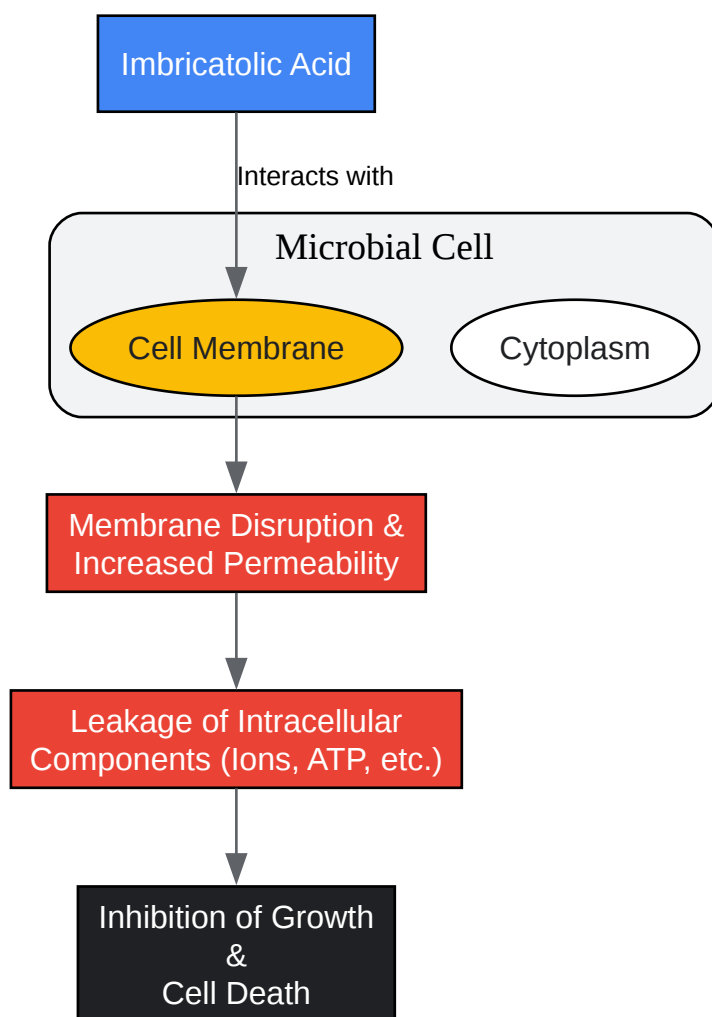 Imbricatolic Acid
Interacts with
Microbial Cell
Cell Membrane
Cytoplasm
Membrane Disruption &
Increased Permeability
Leakage of Intracellular
Components (Ions, ATP, etc.)
Inhibition of Growth
&
Cell Death